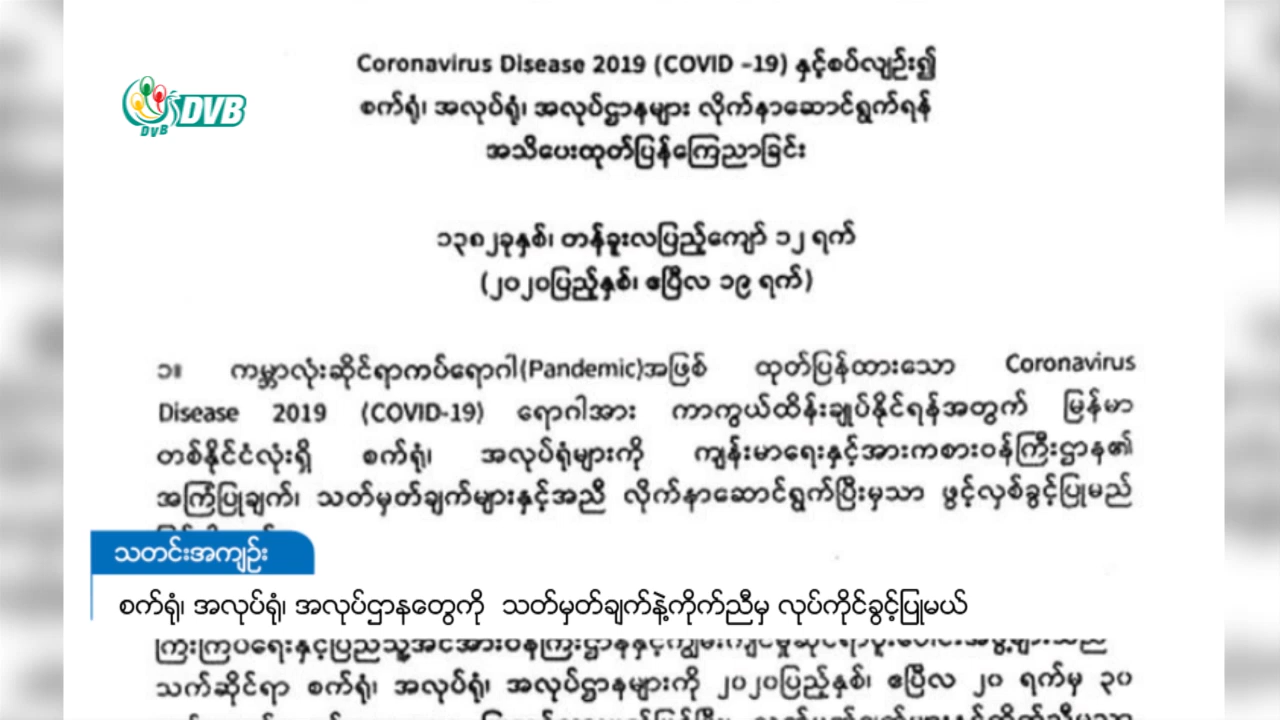 Coronavirus Disease 2019 (COVID -19) နှင့်စပ်လျဉ်း၍
DVB
DVB
စက်ရုံ၊ အလုပ်ရုံ၊ အလုပ်ဌာနများ လိုက်နာဆောင်ရွက်ရန်
အသိပေးထုတ်ပြန်ကြေညာခြင်း
၁၃၈၂ခုနှစ်၊ တန်ခူးလပြည့်ကျော် ၁၂ ရက်
(၂၀၂၀ပြည့်နှစ်၊ ဧပြီလ ၁၉ ရက်)
၁။ ကမ္ဘာလုံးဆိုင်ရာကပ်ရောဂါ(Pandemic)အဖြစ် ထုတ်ပြန်ထားသော Coronavirus
Disease 2019 (COVID-19) ရောဂါအား ကာကွယ်ထိန်းချုပ်နိုင်ရန်အတွက် မြန်မာ
တစ်နိုင်ငံလုံးရှိ စက်ရုံ၊ အလုပ်ရုံများကို ကျန်းမာရေးနှင့်အားကစားဝန်ကြီးဌာန၏
အကြံပြုချက်၊ သတ်မှတ်ချက်များနှင့်အညီ လိုက်နာဆောင်ရွက်ပြီးမှသာ ဖွင့်လှစ်ခွင့်ပြုမည်
သတင်းအကျဉ်း
စက်ရုံ၊ အလုပ်ရုံ၊ အလုပ်ဌာနတွေကို သတ်မှတ်ချက်နဲ့ကိုက်ညီမှ လုပ်ကိုင်ခွင့်ပြုမယ်
သက်ဆိုင်ရာ စက်ရုံ၊ အလုပ်ရုံ၊ အလုပ်ဌာနများကို ၂၀၂၀ပြည့်နှစ်၊ ဧပြီလ ၂၀ ရက်မှ ၃၀